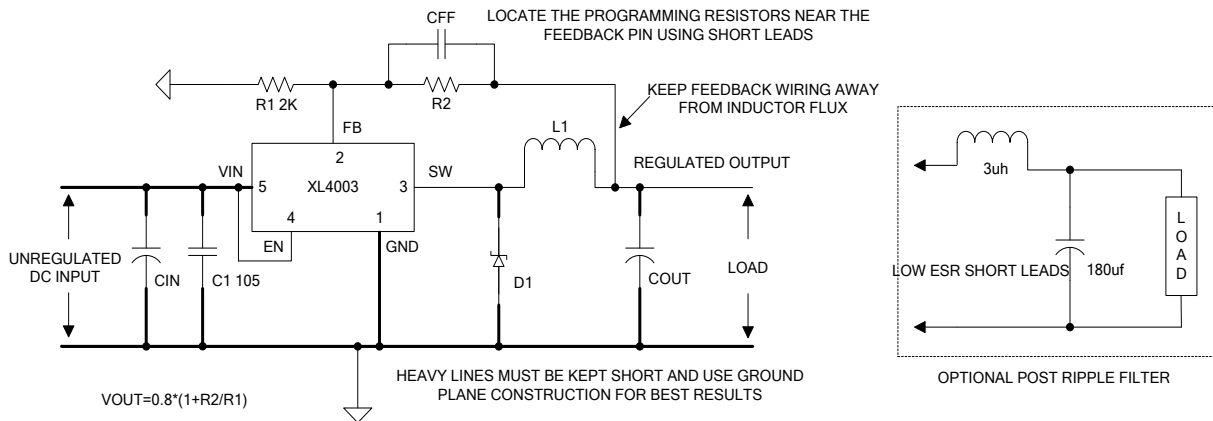 CFF
LOCATE THE PROGRAMMING RESISTORS NEAR THE
FEEDBACK PIN USING SHORT LEADS
R1 2K
R2
KEEP FEEDBACK WIRING AWAY
FROM INDUCTOR FLUX
FB
L1
2
VIN
SW
REGULATED OUTPUT
5
XL4003
3
4
1
EN
GND
UNREGULATED
DC INPUT
CIN
C1 105
D1
COUT
LOAD
VOUT=0.8*(1+R2/R1)
HEAVY LINES MUST BE KEPT SHORT AND USE GROUND
PLANE CONSTRUCTION FOR BEST RESULTS
3uh
LOW ESR SHORT LEADS
180uf
LOAD
OPTIONAL POST RIPPLE FILTER